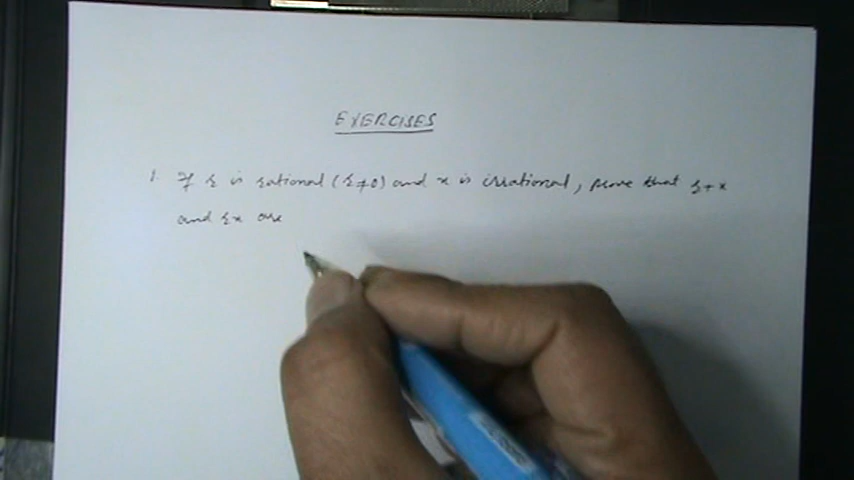 EXERCISES
1. If r is rational (r≠0) and x is irrational, prove that r+x
and rx are